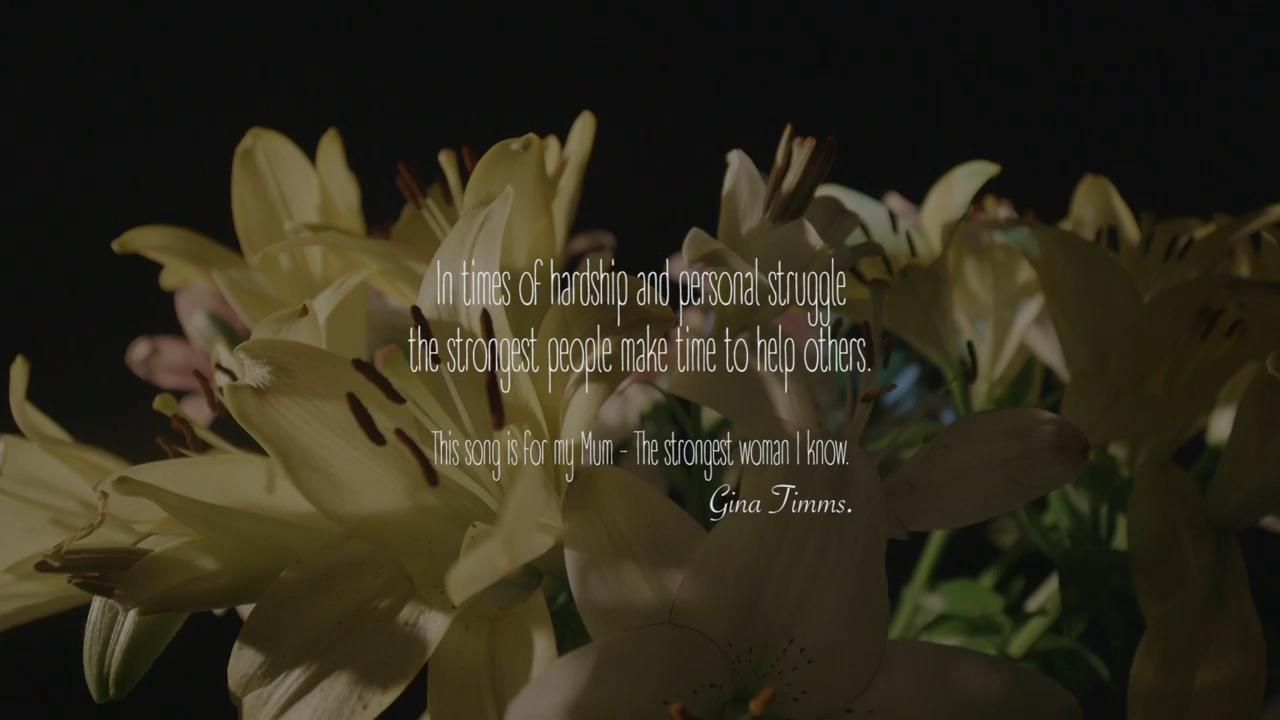 In times of hardship and personal struggle
the strongest people make time to help others.
This song is for my Mum - The strongest woman I know.
Gina Timms.